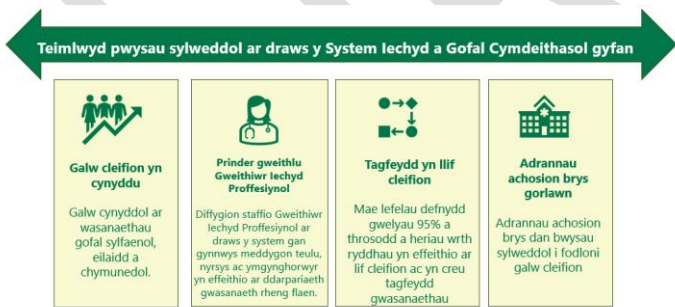 Teimlwyd pwysau sylweddol ar draws y System Iechyd a Gofal Cymdeithasol gyfan
Galw cleifion yn
cynyddu
Galw cynyddol ar
wasanaethau
gofal sylfaenol,
eilaidd a
chymunedol.
Prinder gweithlu
Gweithiwr Iechyd
Proffesiynol
Diffygion staffio Gweithiwr
Iechyd Proffesiynol ar
draws y system gan
gynnwys meddygon teulu,
nyrsys ac ymgynghorwyr
yn effeithio ar ddarpariaeth
gwasanaeth rheng flaen.
Tagfeydd yn llif
cleifion
Mae lefelau defnydd
gwelyau 95% a
throsodd a heriau wrth
ryddhau yn effeithio ar
lif cleifion ac yn creu
tagfeydd
gwasanaethau
Adrannau
achosion brys
gorlawn
Adrannau achosion
brys dan bwysau
sylweddol i fodloni
galw cleifion